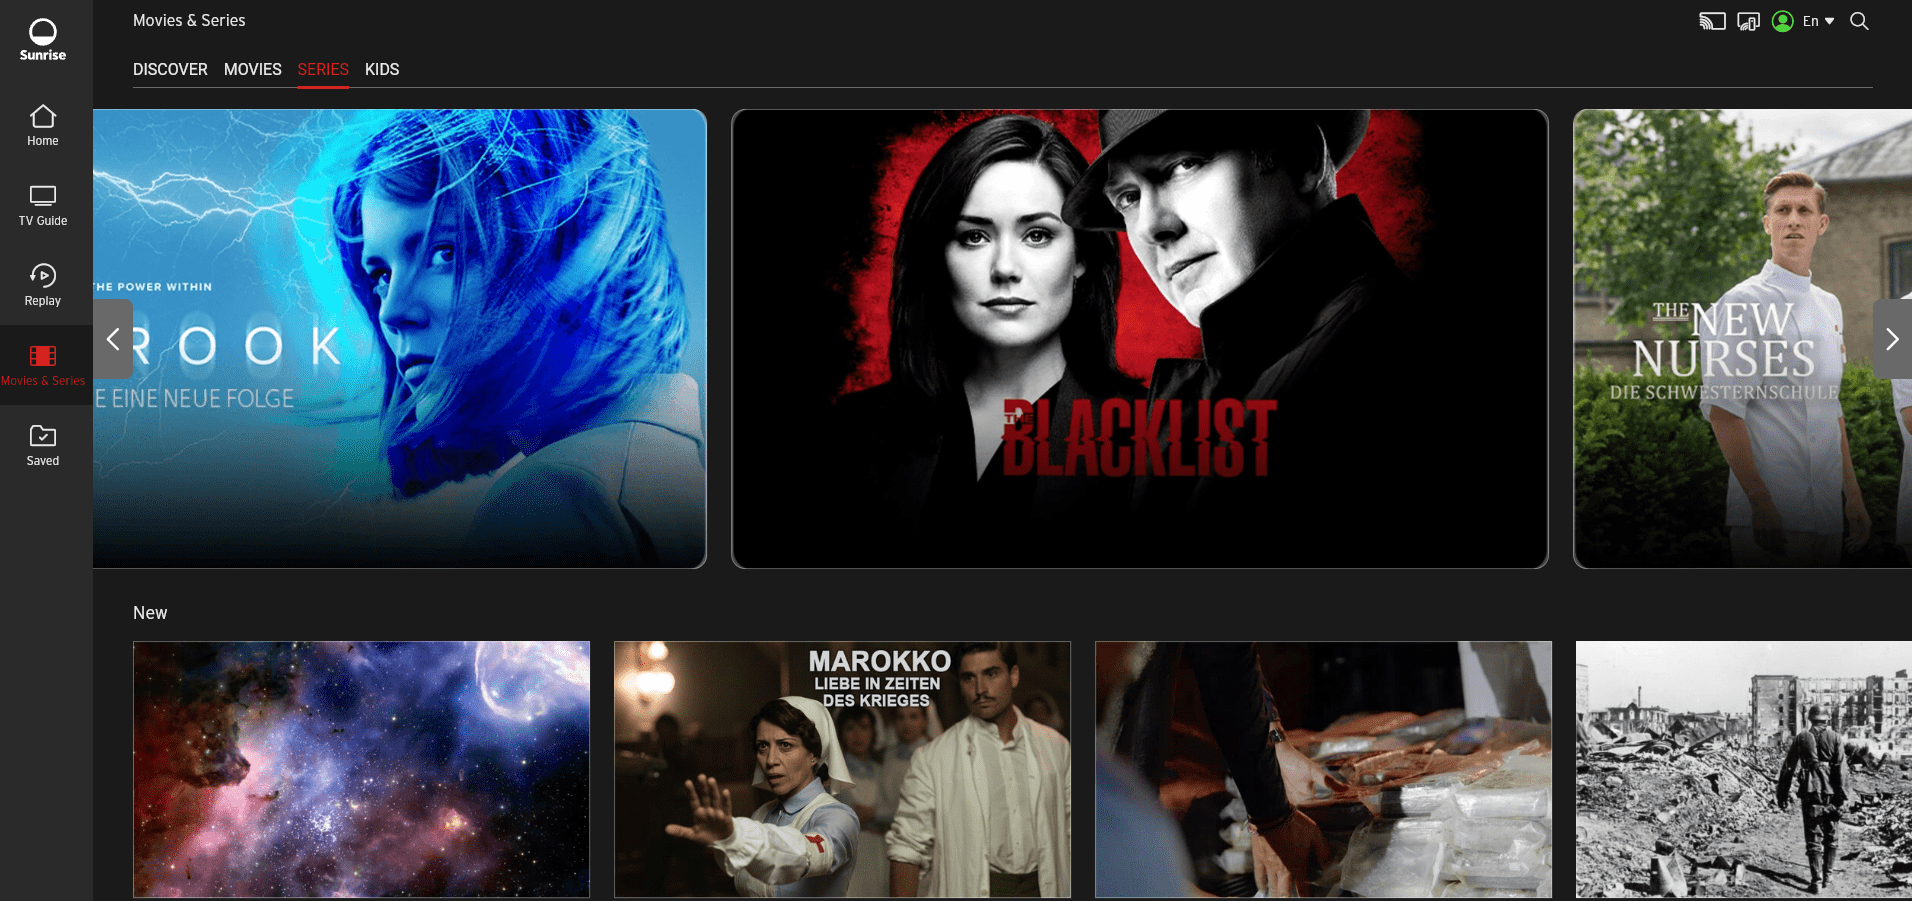 Sunrise
Home
TV Guide
Replay
Movies & Series
Saved
Movies & Series
En
DISCOVER MOVIES SERIES KIDS
THE POWER WITHIN
ROOK
E EINE NEUE FOLGE
THE
BLACKLIST
THE NEW
NURSES
DIE SCHWESTERNSCHULE
New
MAROKKO
LIEBE IN ZEITEN
DES KRIEGES